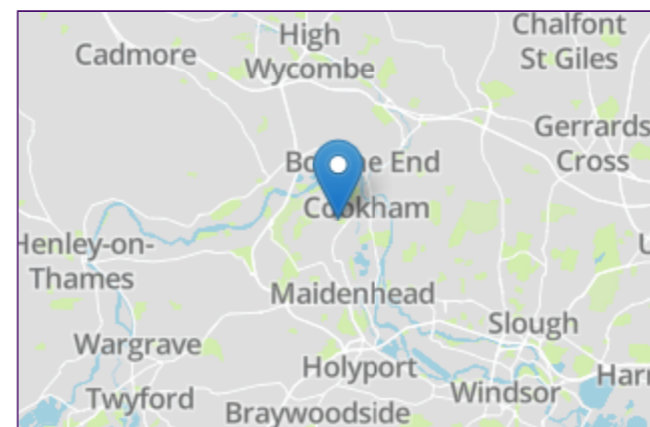 High
Wycombe
Chalfont
St Giles
Cadmore
Gerrards
Cross
End
Cookham
Henley-on-
Thames
Maidenhead
Slough
Wargrave
Holyport
Windsor
Twyford
Braywoodside